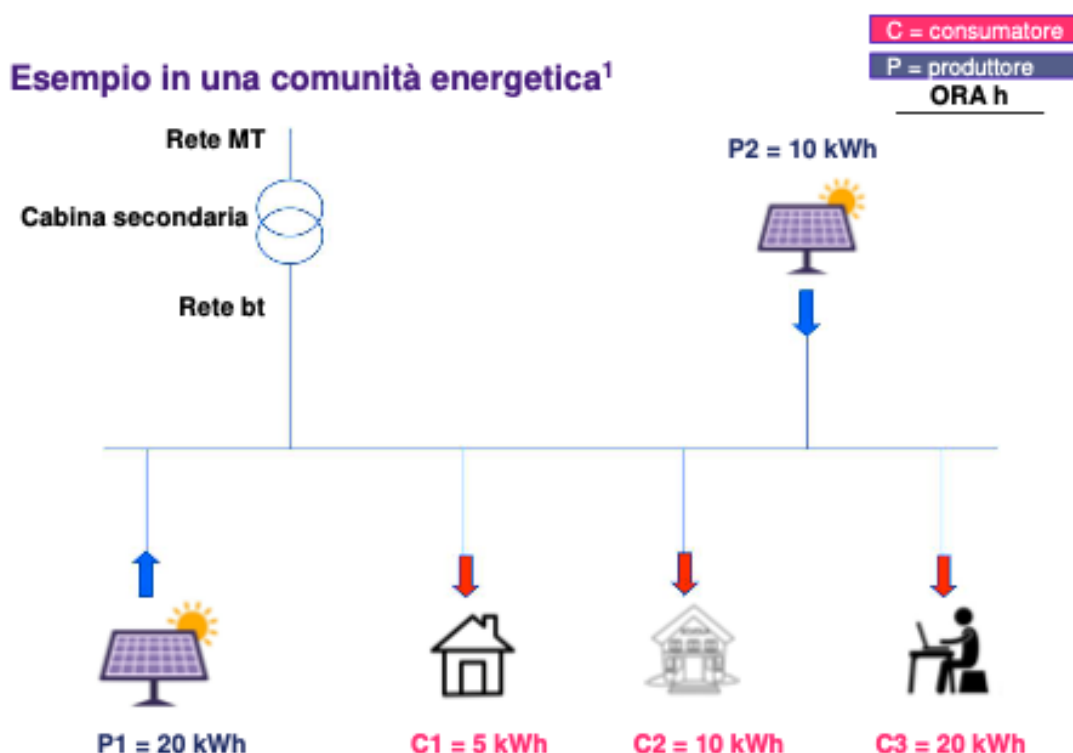 C = consumatore
P = produttore
ORA h
Esempio in una comunità energetica¹
Rete MT
P2 = 10 kWh
Cabina secondaria
Rete bt
SCUOLA
P1 = 20 kWh
C1 = 5 kWh
C2 = 10 kWh
C3 = 20 kWh